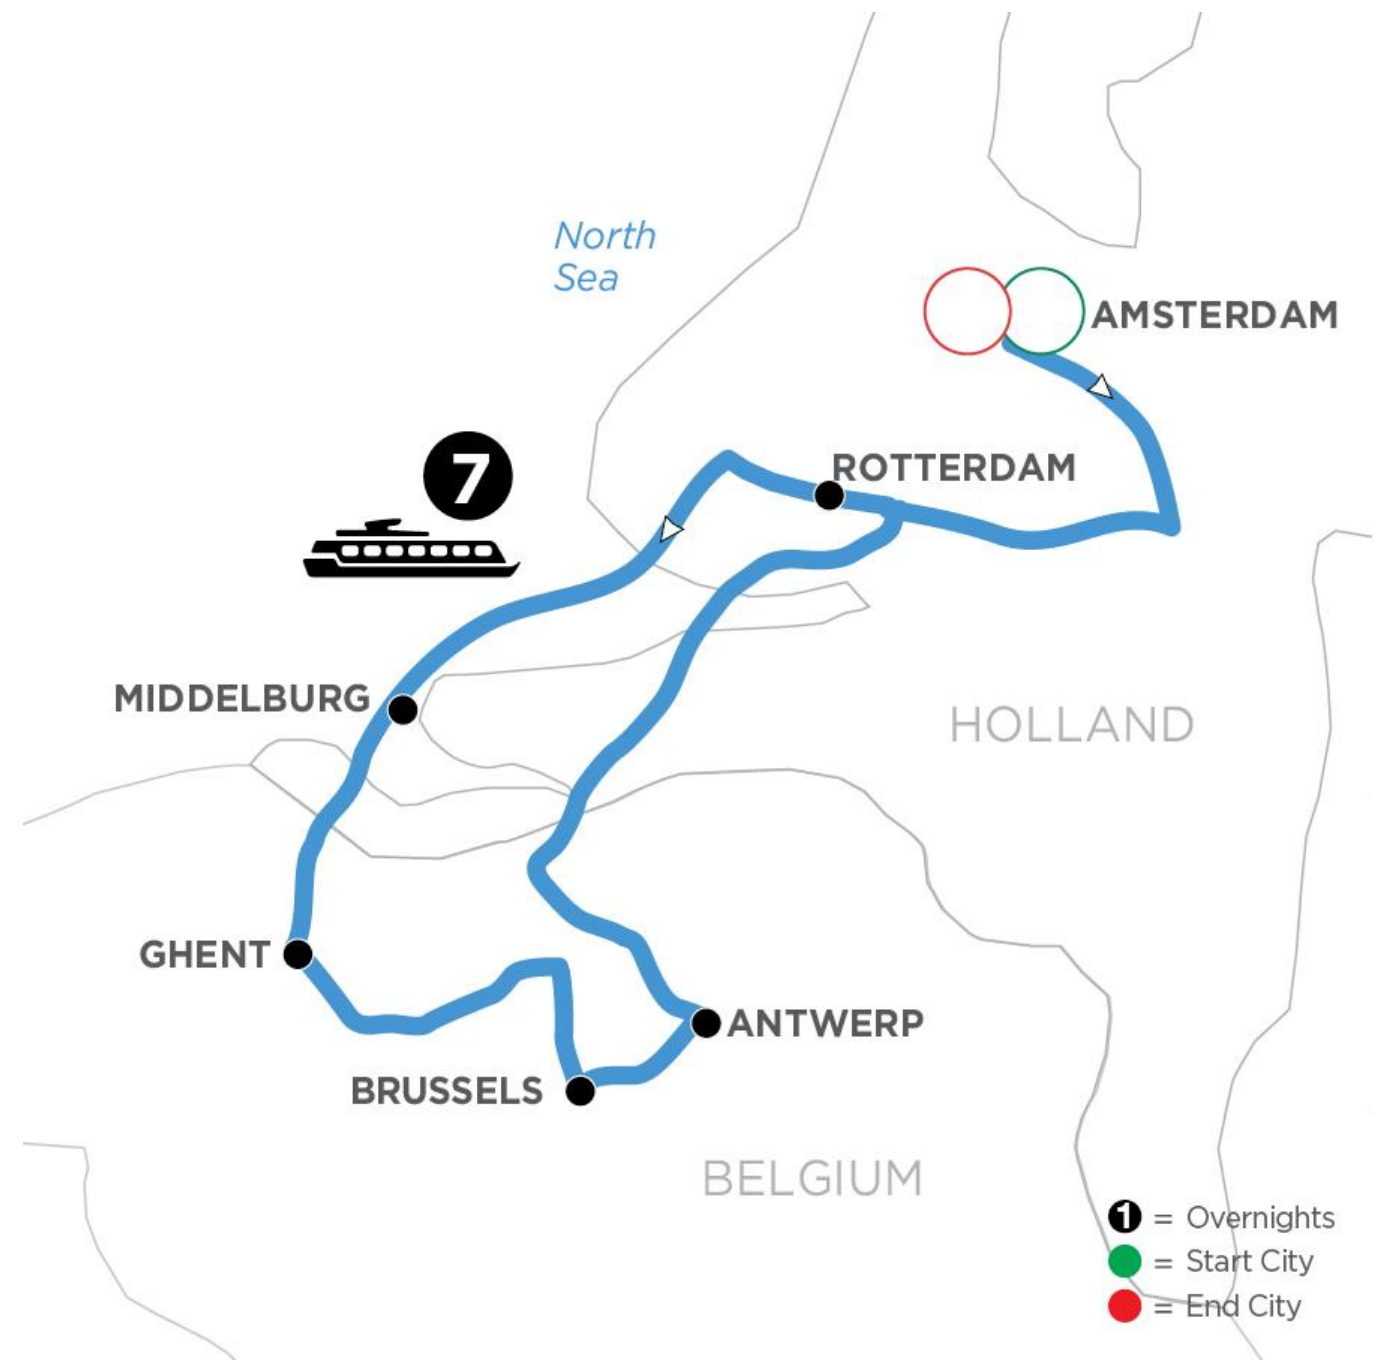 North
Sea
AMSTERDAM
ROTTERDAM
7
MIDDELBURG
HOLLAND
GHENT
ANTWERP
BRUSSELS
BELGIUM
1 = Overnights
= Start City
= End City